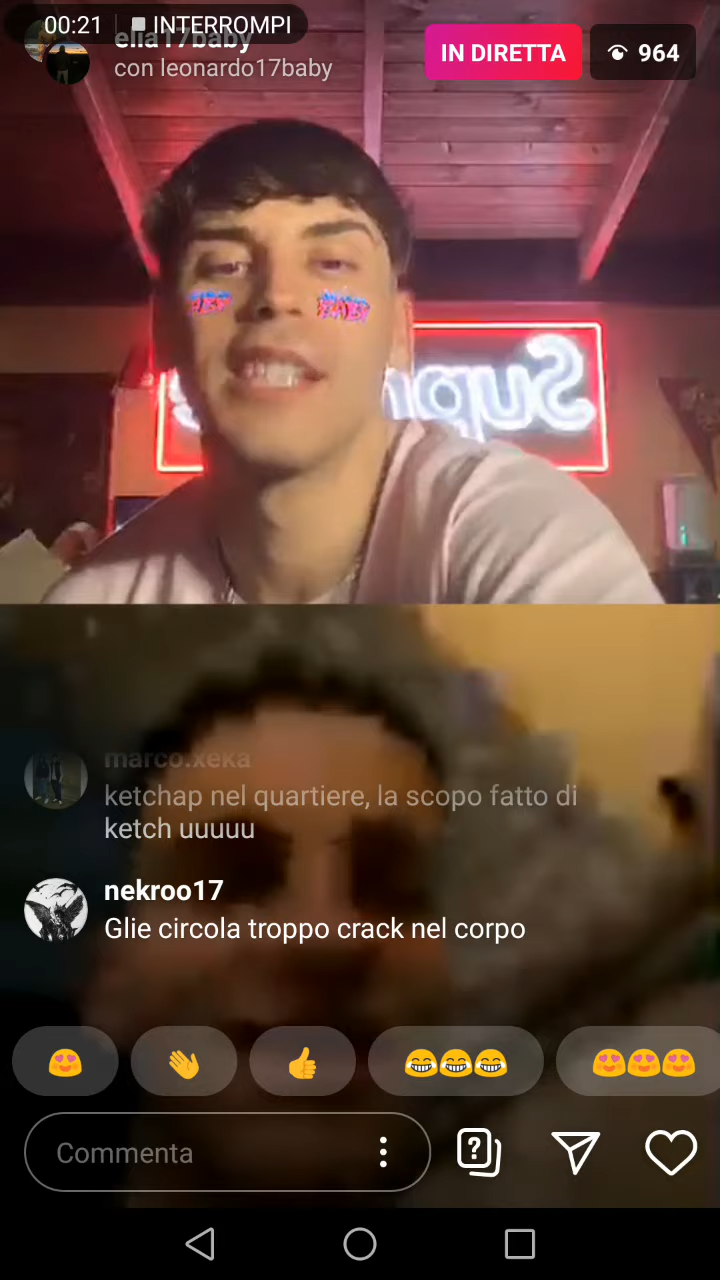 00:21 INTERROMPI
elia17baby
con leonardo17baby
IN DIRETTA
964
marco.xeka
ketchap nel quartiere, la scopo fatto di
ketch uuuuu
nekroo17
Glie circola troppo crack nel corpo
Commenta